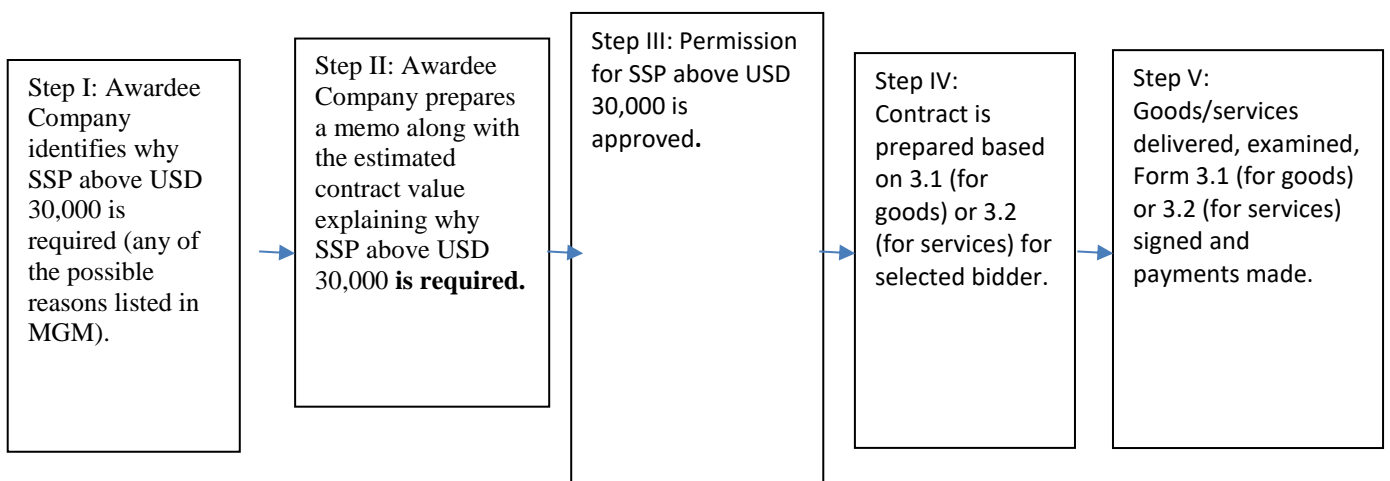 Step I: Awardee
Company
identifies why
SSP above USD
30,000 is
required (any of
the possible
reasons listed in
MGM).
Step II: Awardee
Company prepares
a memo along with
the estimated
contract value
explaining why
SSP above USD
30,000 is required.
Step III: Permission
for SSP above USD
30,000 is
approved.
Step IV:
Contract is
prepared based
on 3.1 (for
goods) or 3.2
(for services) for
selected bidder.
Step V:
Goods/services
delivered, examined,
Form 3.1 (for goods)
or 3.2 (for services)
signed and
payments made.